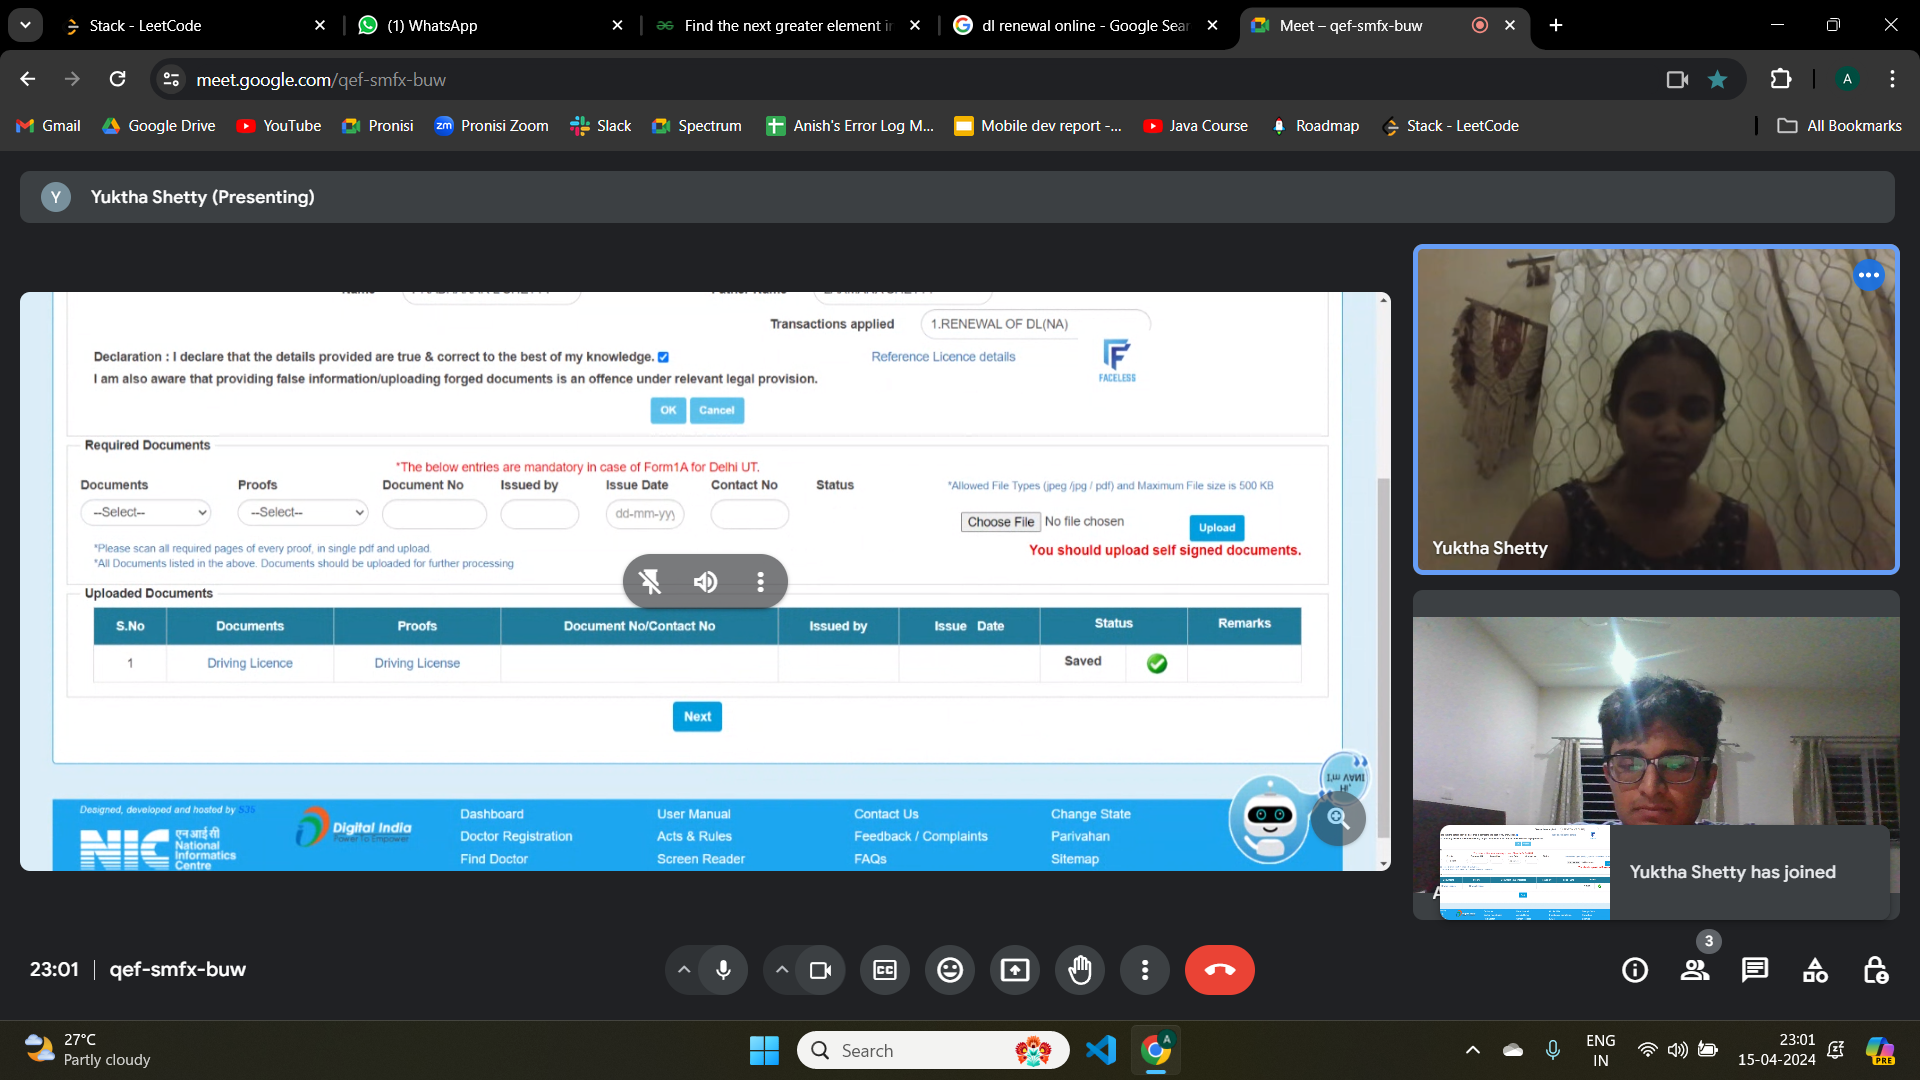 Stack - LeetCode
(1) WhatsApp
Find the next greater element in
dl renewal online - Google Sear
Meet – qef-smfx-buw
meet.google.com/qef-smfx-buw
A
Gmail
Google Drive
YouTube
Pronisi
zm
Pronisi Zoom
Slack
Spectrum
Anish's Error Log M...
Mobile dev report -...
Java Course
Roadmap
Stack - LeetCode
All Bookmarks
Y
Yuktha Shetty (Presenting)
Transactions applied
1.RENEWAL OF DL(NA)
Declaration : I declare that the details provided are true & correct to the best of my knowledge.
Reference Licence details
FACELESS
I am also aware that providing false information/uploading forged documents is an offence under relevant legal provision.
OK
Cancel
Required Documents
*The below entries are mandatory in case of Form1A for Delhi UT.
Documents
Proofs
Document No
Issued by
Issue Date
Contact No
Status
*Allowed File Types (jpeg /jpg / pdf) and Maximum File size is 500 KB
--Select--
--Select--
dd-mm-yyy
Choose File
No file chosen
Upload
You should upload self signed documents.
*Please scan all required pages of every proof, in single pdf and upload.
*All Documents listed in the above. Documents should be uploaded for further processing
Uploaded Documents
S.No
Documents
Proofs
Document No/Contact No
Issued by
Issue Date
Status
Remarks
1
Driving Licence
Driving License
Saved
Next
Designed, developed and hosted by
NIC
एन आई सी
National
Informatics
Centre
Digital India
Power To Empower
Dashboard
User Manual
Contact Us
Change State
Doctor Registration
Acts & Rules
Feedback / Complaints
Parivahan
Find Doctor
Screen Reader
FAQs
Sitemap
Hi,
I'm VANI
Yuktha Shetty
Yuktha Shetty has joined
23:01
qef-smfx-buw
3
27°C
Partly cloudy
Search
A
ENG
IN
23:01
15-04-2024
PRE